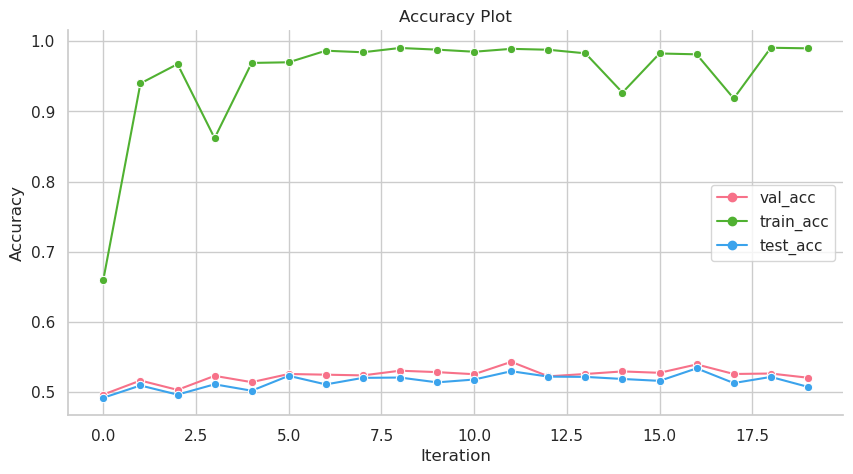 Accuracy Plot
Accuracy
1.0
0.9
0.8
0.7
0.6
0.5
val_acc
train_acc
test_acc
0.0 2.5 5.0 7.5 10.0 12.5 15.0 17.5
Iteration